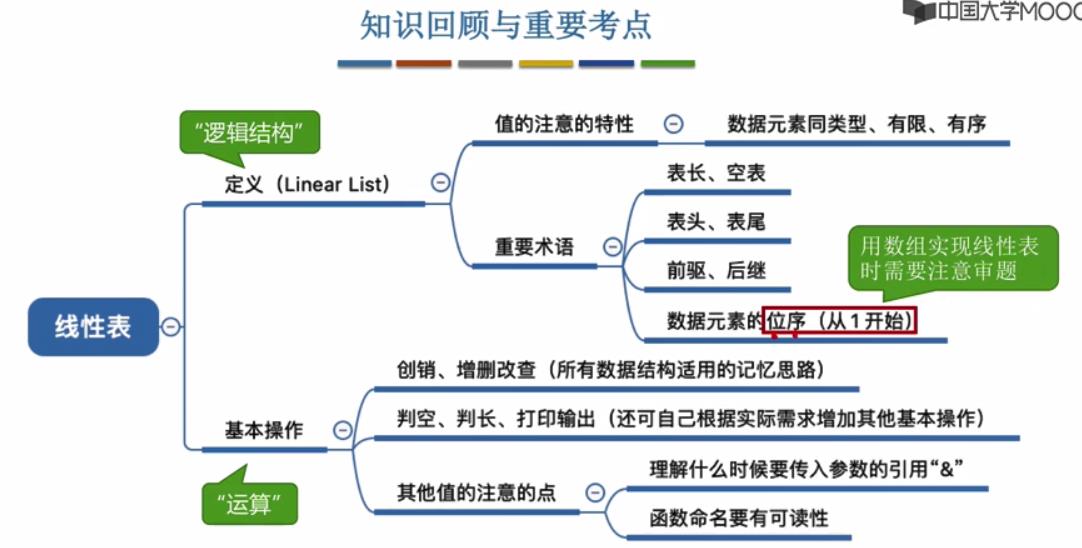 知识回顾与重要考点
中国大学MOOC
“逻辑结构”
值的注意的特性
数据元素同类型、有限、有序
定义（Linear List）
表长、空表
表头、表尾
重要术语
前驱、后继
用数组实现线性表
时需要注意审题
数据元素的位序（从1开始）
线性表
创销、增删改查（所有数据结构适用的记忆思路）
基本操作
判空、判长、打印输出（还可自己根据实际需求增加其他基本操作）
“运算”
其他值的注意的点
理解什么时候要传入参数的引用“&”
函数命名要有可读性